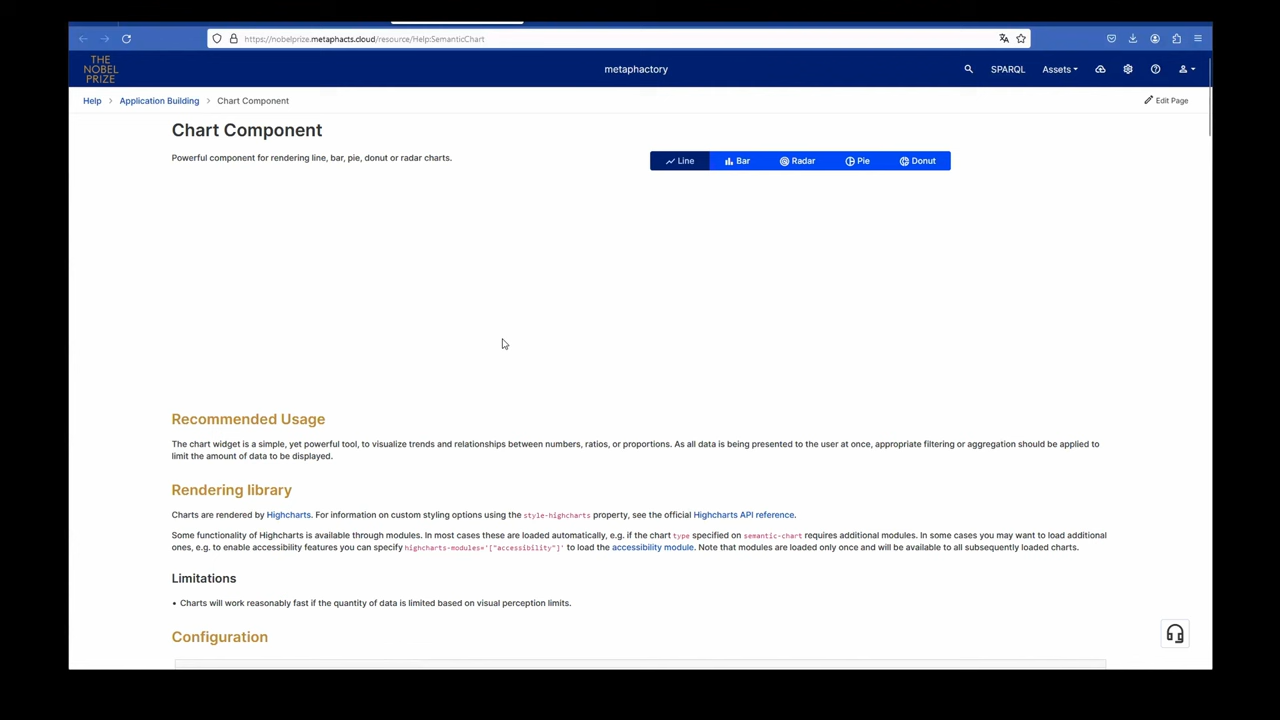 https://nobelprize.metaphacts.cloud/resource/Help:SemanticChart
THE
NOBEL
PRIZE
metaphactory
SPARQL
Assets
Help > Application Building > Chart Component
Edit Page
Chart Component
Powerful component for rendering line, bar, pie, donut or radar charts.
Line Bar Radar Pie Donut
Recommended Usage
The chart widget is a simple, yet powerful tool, to visualize trends and relationships between numbers, ratios, or proportions. As all data is being presented to the user at once, appropriate filtering or aggregation should be applied to
limit the amount of data to be displayed.
Rendering library
Charts are rendered by Highcharts. For information on custom styling options using the style-highcharts property, see the official Highcharts API reference.
Some functionality of Highcharts is available through modules. In most cases these are loaded automatically, e.g. if the chart type specified on semantic-chart requires additional modules. In some cases you may want to load additional
ones, e.g. to enable accessibility features you can specify highcharts-modules='["accessibility"]' to load the accessibility module. Note that modules are loaded only once and will be available to all subsequently loaded charts.
Limitations
• Charts will work reasonably fast if the quantity of data is limited based on visual perception limits.
Configuration